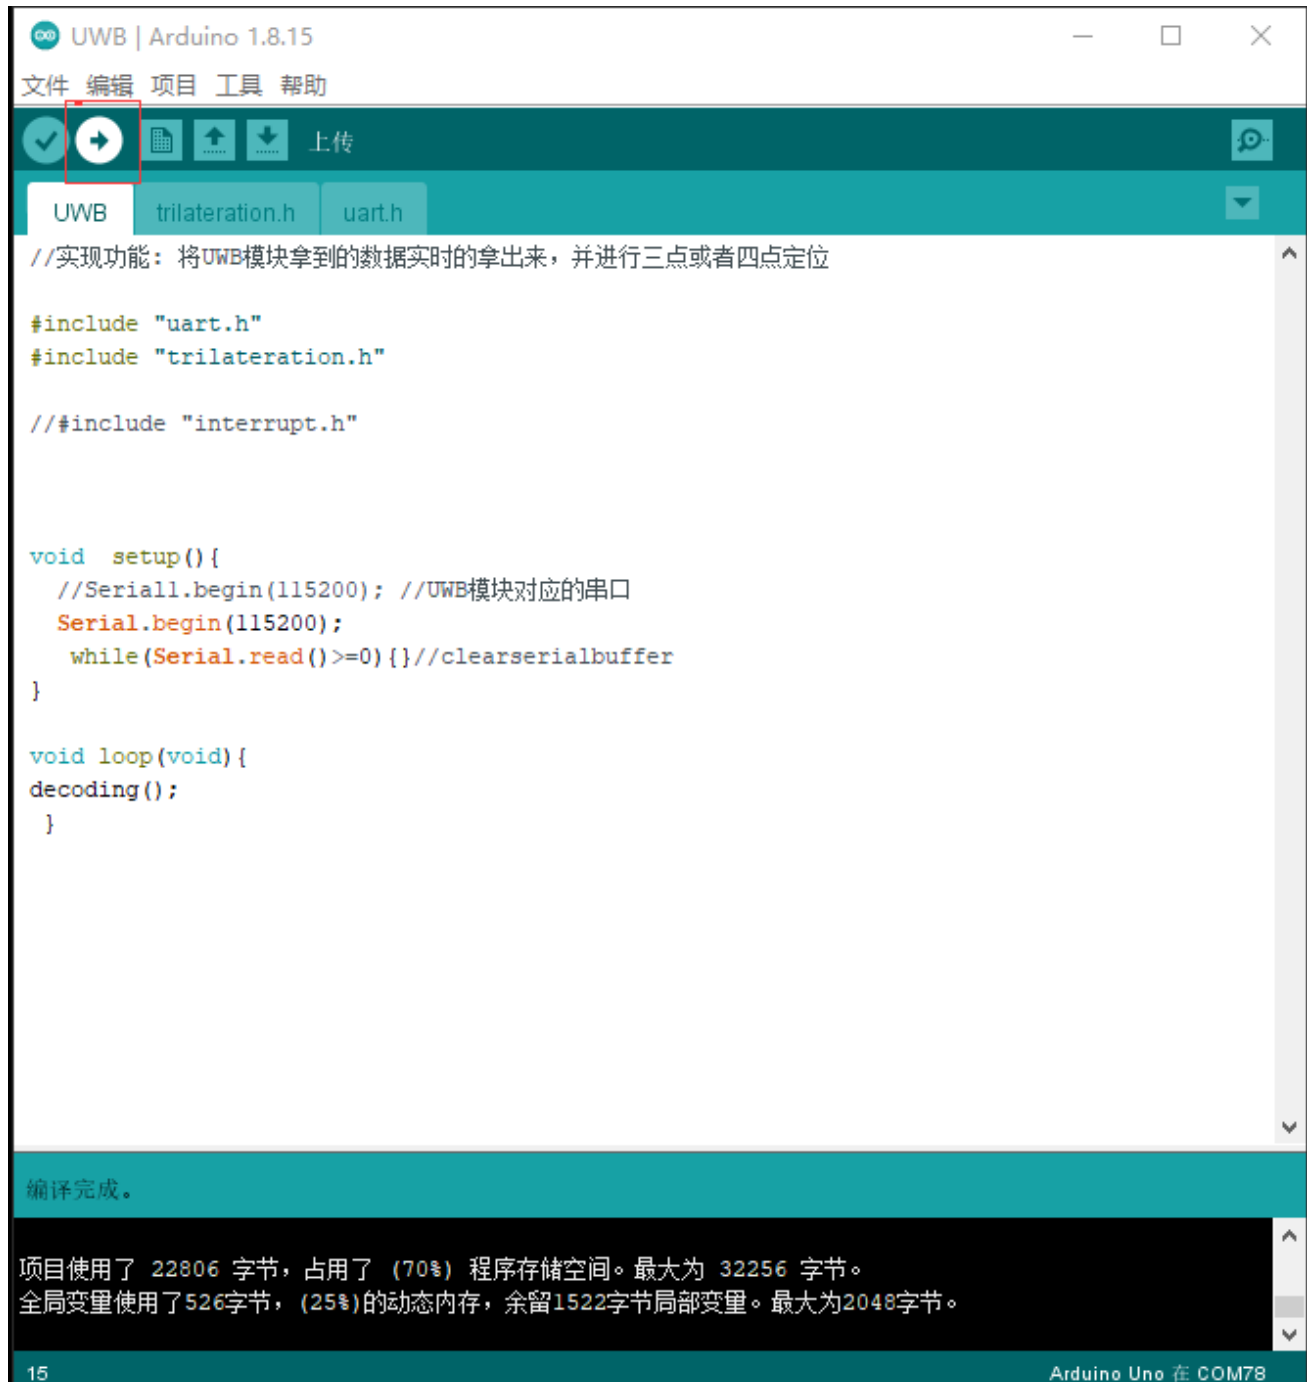 UWB | Arduino 1.8.15
文件 编辑 项目 工具 帮助
上传
UWB trilateration.h uart.h
//实现功能：将UWB模块拿到的数据实时的拿出来，并进行三点或者四点定位
#include "uart.h"
#include "trilateration.h"
//#include "interrupt.h"
void  setup(){
  //Serial1.begin(115200); //UWB模块对应的串口
  Serial.begin(115200);
   while(Serial.read()>=0){}//clearserialbuffer
}
void loop(void){
decoding();
 }
编译完成。
项目使用了 22806 字节，占用了 (70%) 程序存储空间。最大为 32256 字节。
全局变量使用了526字节，(25%)的动态内存，余留1522字节局部变量。最大为2048字节。
15 Arduino Uno 在 COM78